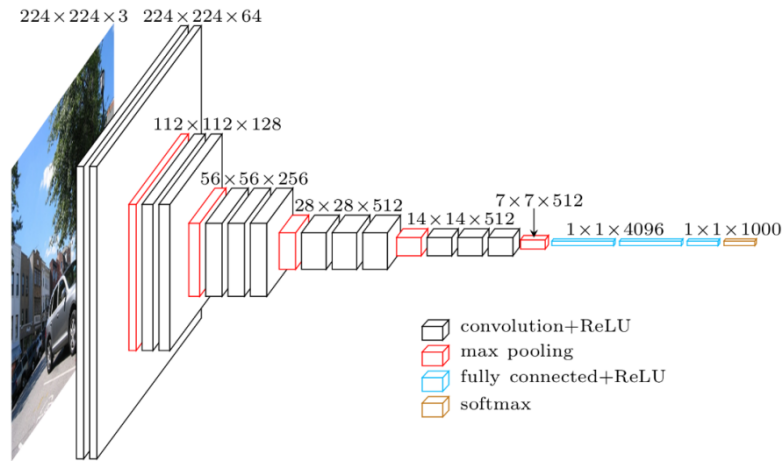 224×224×3
224×224×64
112×112×128
56×56×256
28×28×512
14×14×512
7×7×512
1×1×4096
1×1×1000
convolution+ReLU
max pooling
fully connected+ReLU
softmax